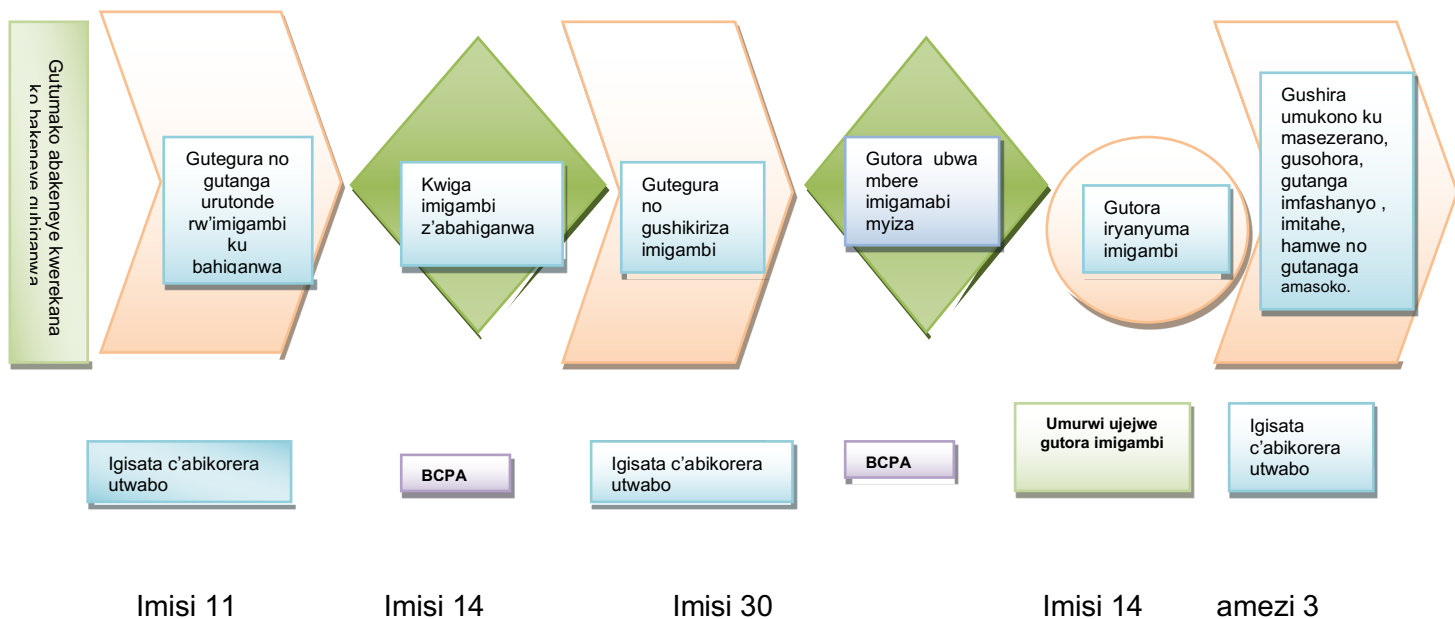 Gutumako abakeneye kwerekana
ko bakeneye guhiganwa
Gutegura no
gutanga
urutonde
rw’imigambi
ku
bahiganwa
Kwiga
imigambi
z’abahiganwa
Gutegura
no
gushikiriza
imigambi
Gutora ubwa
mbere
imigamabi
myiza
Gutora
iryanyuma
imigambi
Gushira
umukono ku
masezerano,
gusohora,
gutanga
imfashanyo ,
imitahe,
hamwe no
gutanaga
amasoko.
Igisata c’abikorera
utwabo
BCPA
Igisata c’abikorera
utwabo
BCPA
Umurwi ujejwe
gutora imigambi
Igisata
c’abikorera
utwabo
Imisi 11
Imisi 14
Imisi 30
Imisi 14
amezi 3